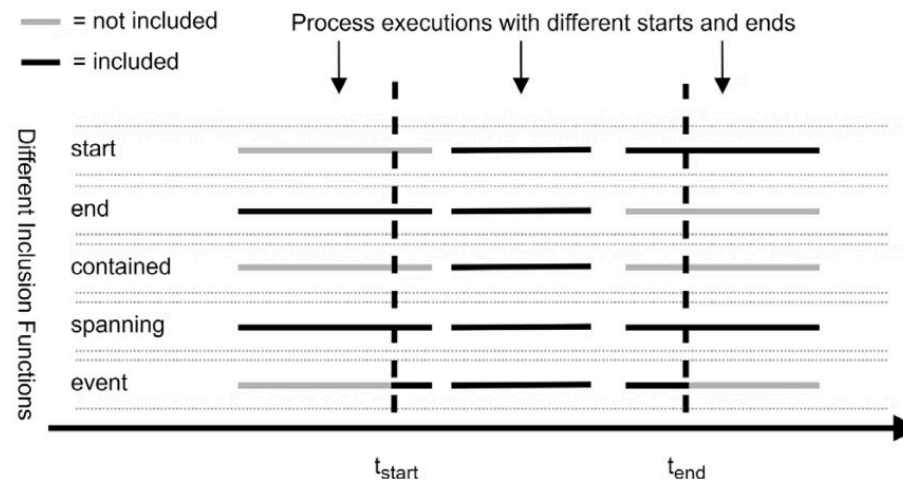 = not included
Process executions with different starts and ends
= included
Different Inclusion Functions
start
end
contained
spanning
event
tstart
tend